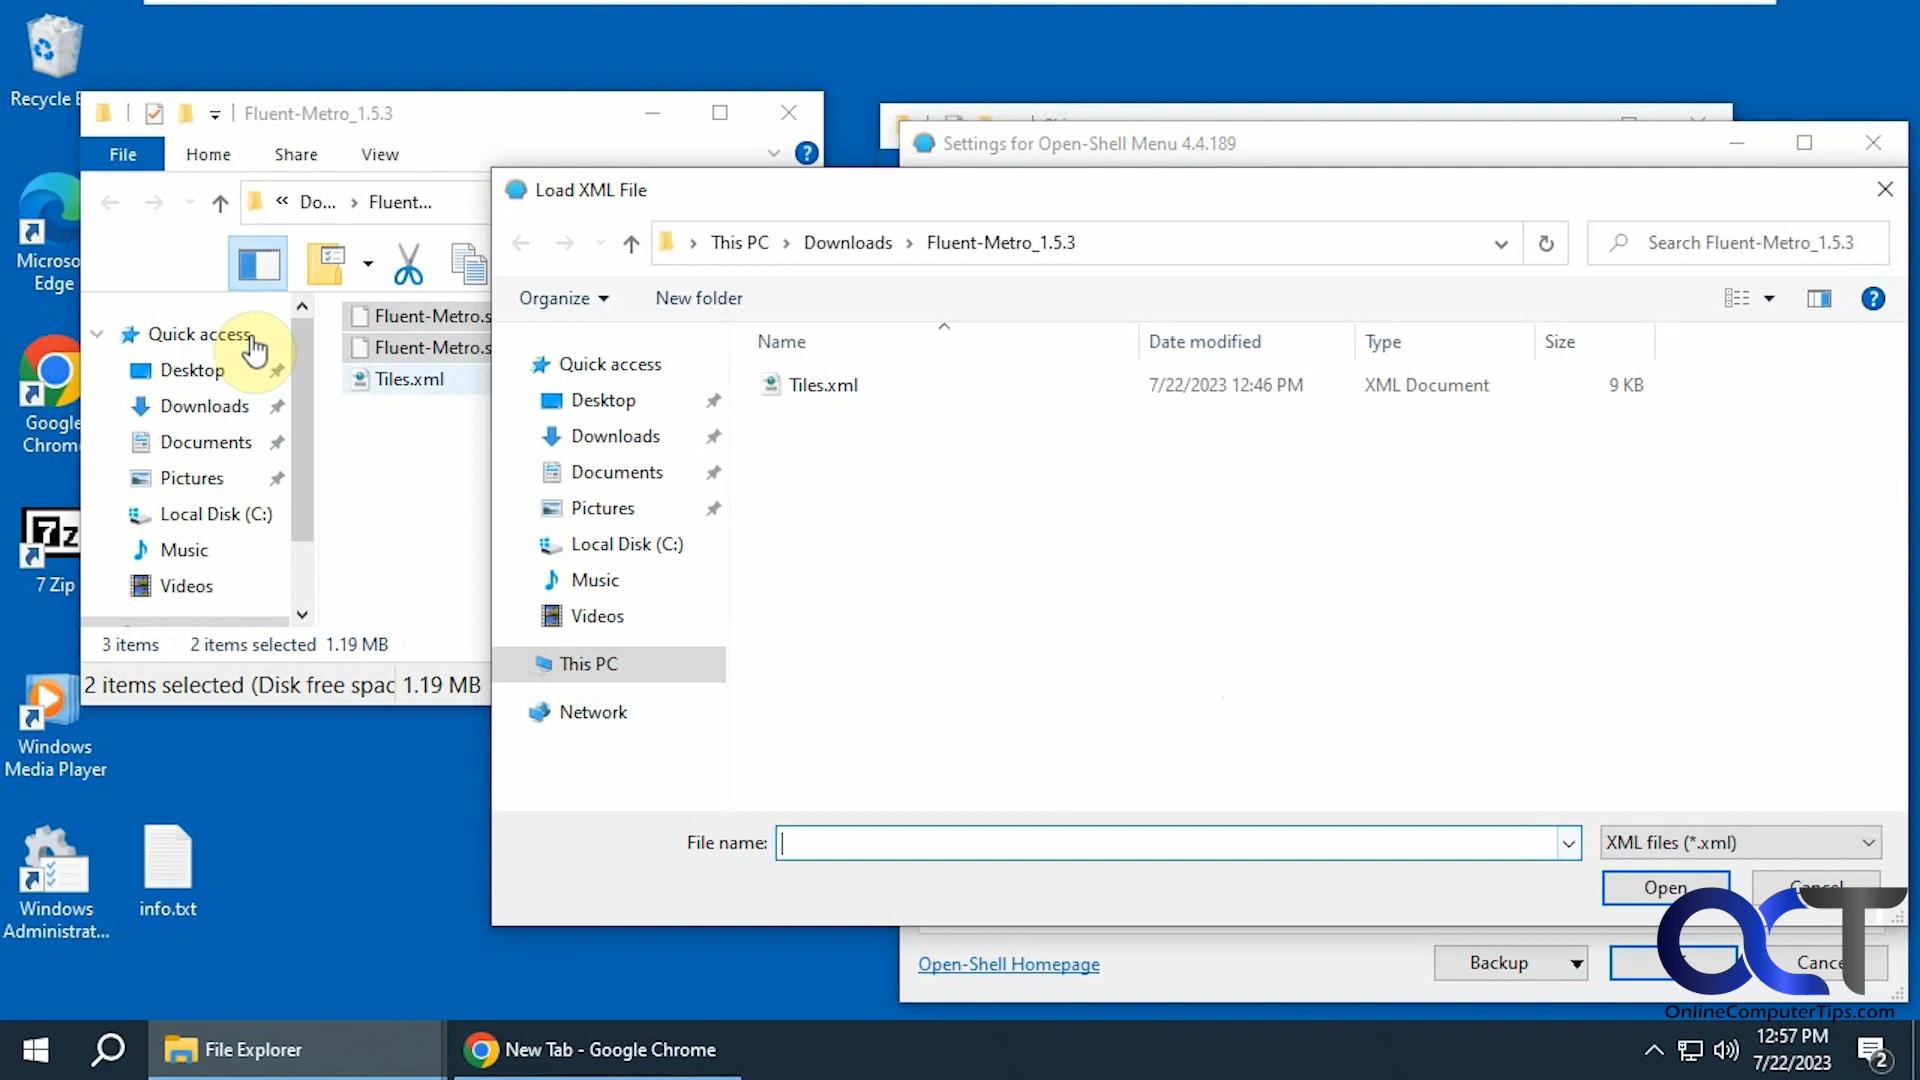 Recycle
Fluent-Metro_1.5.3
File
Home
Share
View
Do...
Fluent...
Quick access
Desktop
Downloads
Documents
Pictures
Local Disk (C:)
Music
Videos
Fluent-Metro.s
Fluent-Metro.s
Tiles.xml
3 items
2 items selected 1.19 MB
2 items selected (Disk free spac
1.19 MB
Settings for Open-Shell Menu 4.4.189
Load XML File
This PC
Downloads
Fluent-Metro_1.5.3
Search Fluent-Metro_1.5.3
Organize
New folder
Name
Date modified
Type
Size
Tiles.xml
7/22/2023 12:46 PM
XML Document
9 KB
Quick access
Desktop
Downloads
Documents
Pictures
Local Disk (C:)
Music
Videos
This PC
Network
File name:
XML files (*.xml)
Open
Cancel
Open-Shell Homepage
Backup
Cance
OCT
OnlineComputerTips.com
Microso
Edge
Google
Chrome
7z
7 Zip
Windows
Media Player
Windows
Administrat...
info.txt
File Explorer
New Tab - Google Chrome
12:57 PM
7/22/2023
2